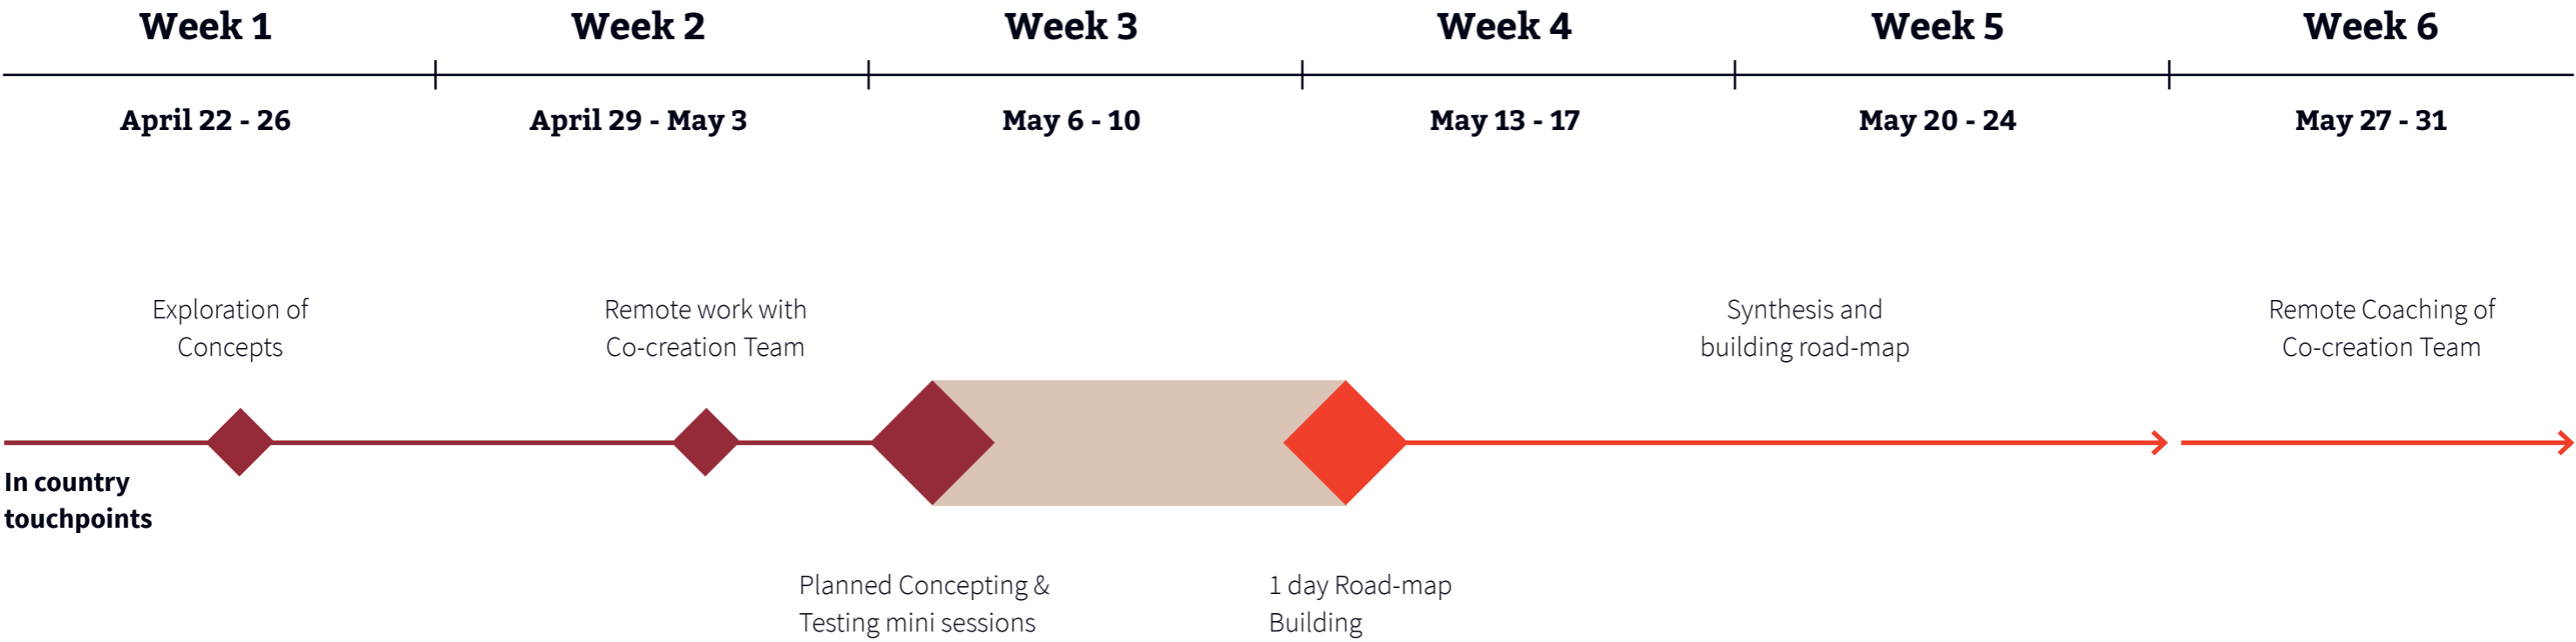 Week 1
Week 2
Week 3
Week 4
Week 5
Week 6
April 22 - 26
April 29 - May 3
May 6 - 10
May 13 - 17
May 20 - 24
May 27 - 31
Exploration of
Concepts
Remote work with
Co-creation Team
Synthesis and
building road-map
Remote Coaching of
Co-creation Team
In country
touchpoints
Planned Concepting &
Testing mini sessions
1 day Road-map
Building